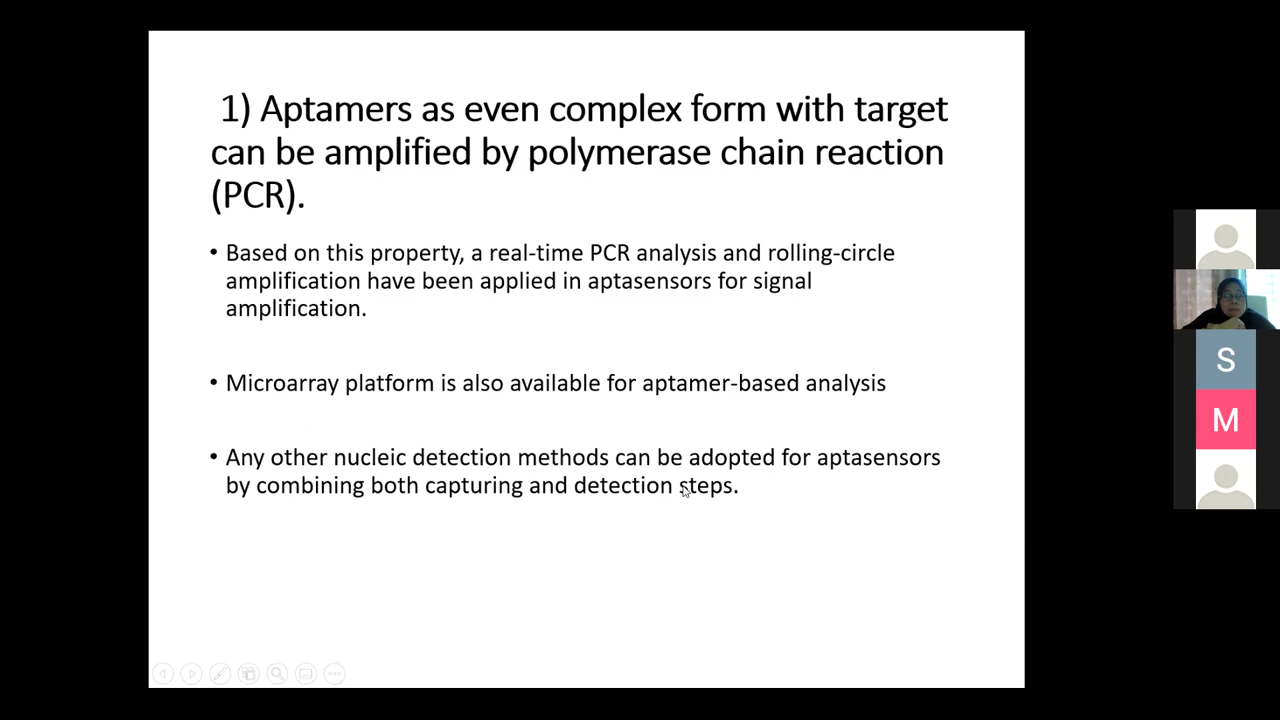 1) Aptamers as even complex form with target
can be amplified by polymerase chain reaction
(PCR).
• Based on this property, a real-time PCR analysis and rolling-circle
amplification have been applied in aptasensors for signal
amplification.
• Microarray platform is also available for aptamer-based analysis
• Any other nucleic detection methods can be adopted for aptasensors
by combining both capturing and detection steps.
S
M